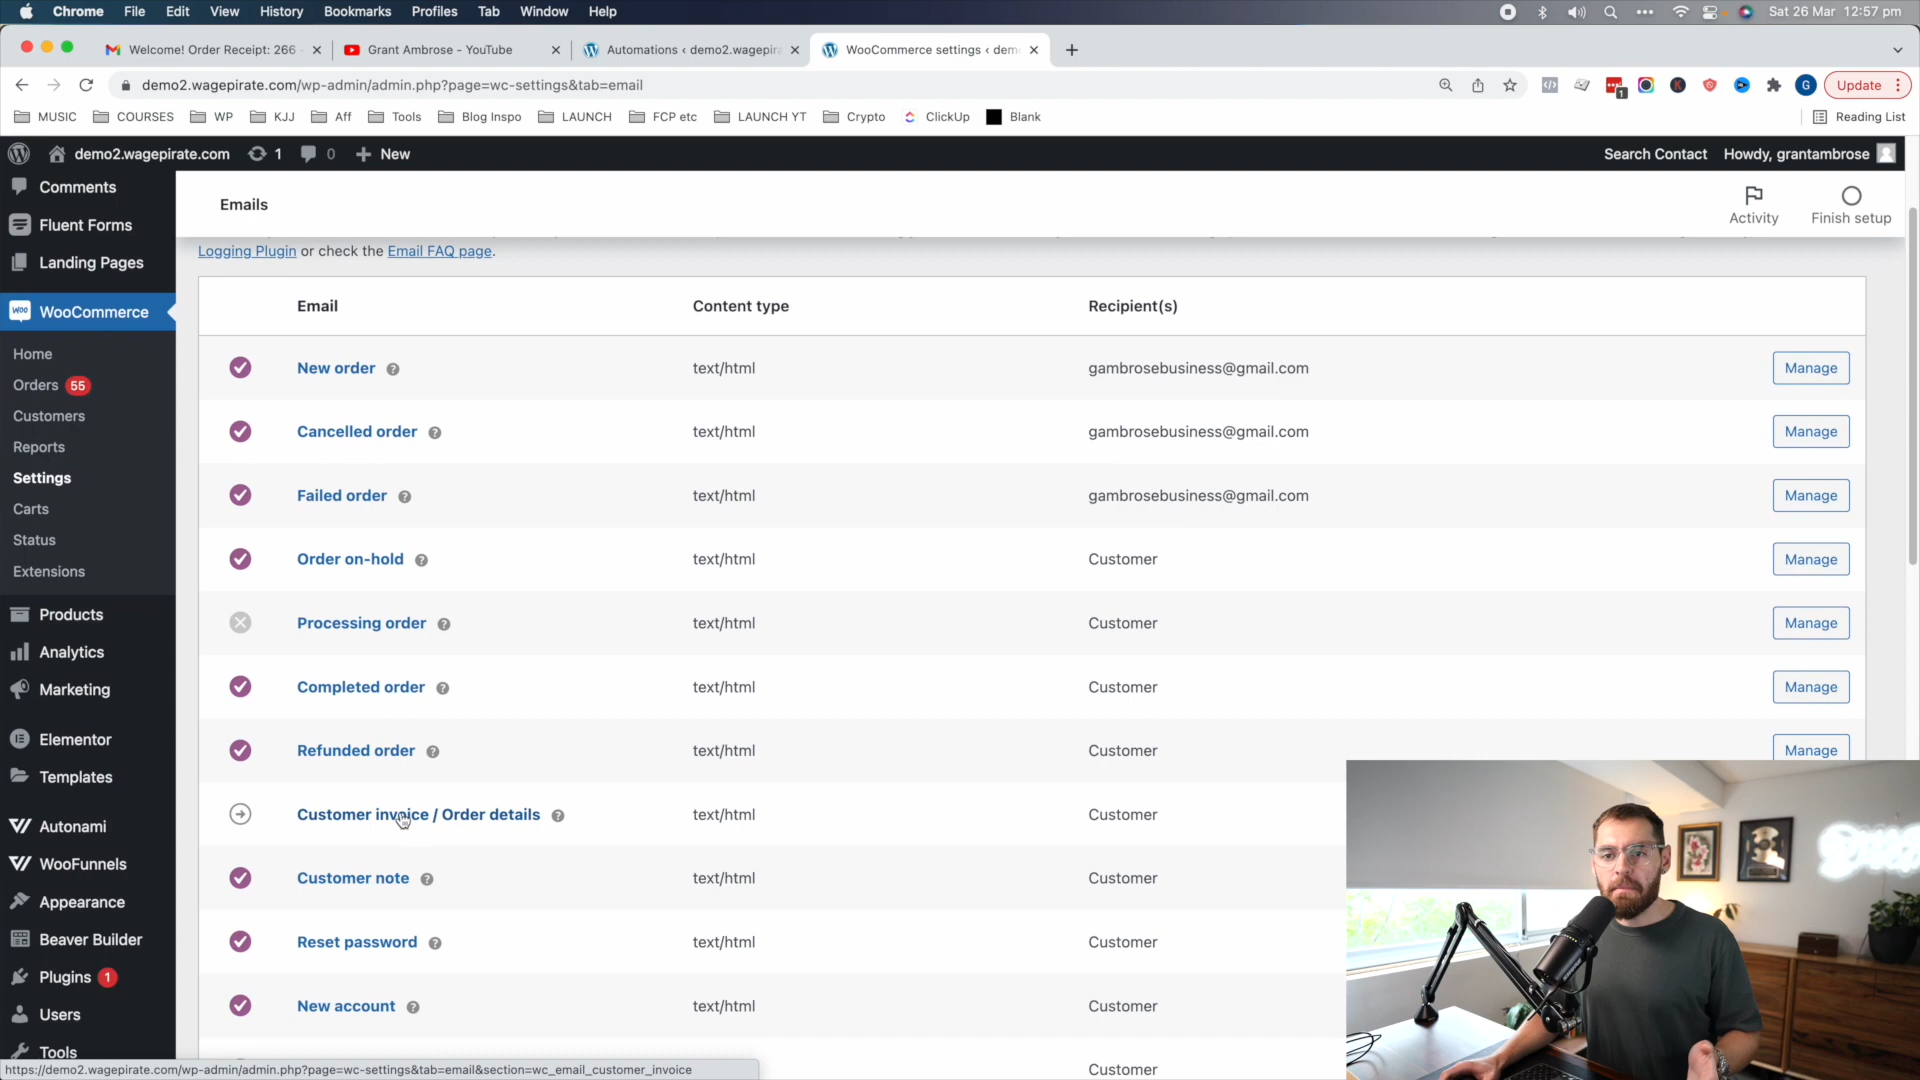 Chrome File Edit View History Bookmarks Profiles Tab Window Help Sat 26 Mar 12:57 pm
Welcome! Order Receipt: 266 Grant Ambrose - YouTube Automations ‹ demo2.wagepira WooCommerce settings ‹ dem
demo2.wagepirate.com/wp-admin/admin.php?page=wc-settings&tab=email 1 G Update
MUSIC COURSES WP KJJ Aff Tools Blog Inspo LAUNCH FCP etc LAUNCH YT Crypto ClickUp Blank Reading List
demo2.wagepirate.com 1 0 New Search Contact Howdy, grantambrose
Comments
Fluent Forms
Landing Pages
WooCommerce
Home
Orders 55
Customers
Reports
Settings
Carts
Status
Extensions
Products
Analytics
Marketing
Elementor
Templates
Autonami
WooFunnels
Appearance
Beaver Builder
Plugins 1
Users
Tools
Emails Activity Finish setup
Logging Plugin or check the Email FAQ page.
Email Content type Recipient(s)
New order text/html gambrosebusiness@gmail.com Manage
Cancelled order text/html gambrosebusiness@gmail.com Manage
Failed order text/html gambrosebusiness@gmail.com Manage
Order on-hold text/html Customer Manage
Processing order text/html Customer Manage
Completed order text/html Customer Manage
Refunded order text/html Customer Manage
Customer invoice / Order details text/html Customer
Customer note text/html Customer
Reset password text/html Customer
New account text/html Customer
Customer
https://demo2.wagepirate.com/wp-admin/admin.php?page=wc-settings&tab=email&section=wc_email_customer_invoice